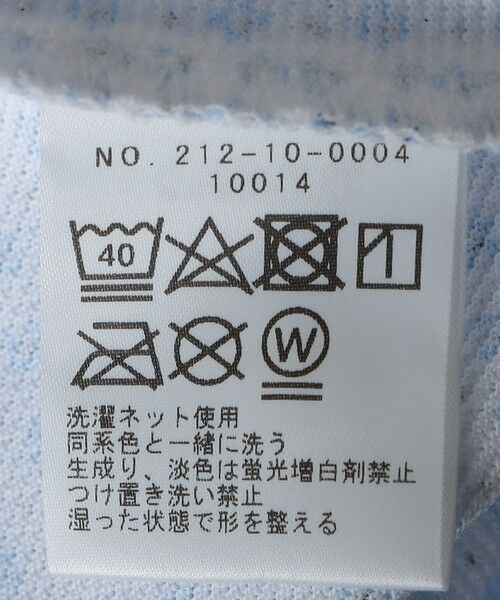 NO. 212-10-0004
10014
40
W
洗濯ネット使用
同系色と一緒に洗う
生成り、淡色は蛍光増白剤禁止
つけ置き洗い禁止
湿った状態で形を整える